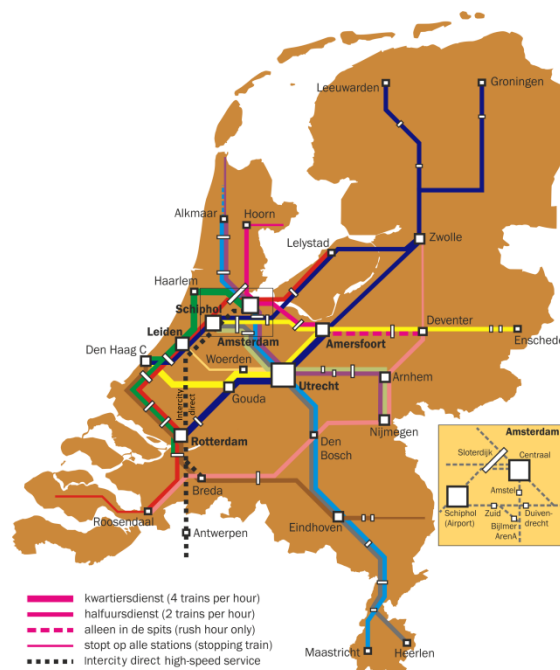 Leeuwarden
Groningen
Alkmaar
Hoorn
Lelystad
Zwolle
Haarlem
Schiphol
Leiden
Amsterdam
Amersfoort
Deventer
Enschede
Den Haag C
Woerden
Utrecht
Arnhem
Gouda
Intercity
direct
Nijmegen
Rotterdam
Den
Bosch
Breda
Roosendaal
Eindhoven
Antwerpen
Maastricht
Heerlen
Amsterdam
Sloterdijk
Centraal
Amstel
Schiphol
(Airport)
Zuid
Duiven-
drecht
Bijlmer
ArenA
kwartiersdienst (4 trains per hour)
halfuursdienst (2 trains per hour)
alleen in de spits (rush hour only)
stopt op alle stations (stopping train)
Intercity direct high-speed service